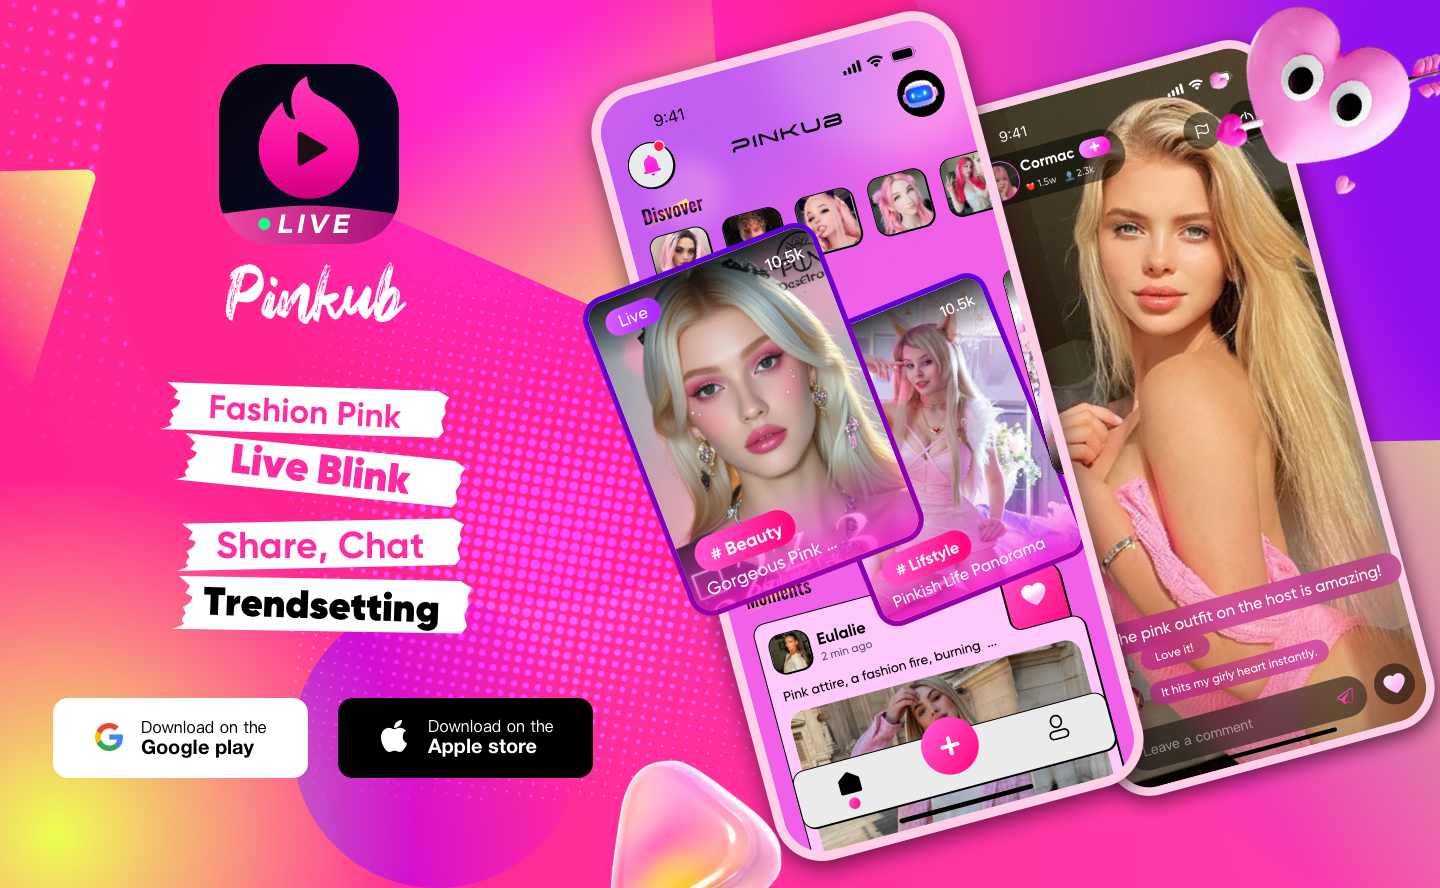 LIVE
Pinkub
Fashion Pink
Live Blink
Share, Chat
Trendsetting
Download on the
Google play
Download on the
Apple store
9:41
PINKUB
Disvover
Live
10.5k
# Beauty
Gorgeous Pink ...
10.5k
# Lifstyle
Pinkish Life Panorama
Moments
Eulalie
2 min ago
Pink attire, a fashion fire, burning ...
9:41
Cormac
1.5w
2.3k
he pink outfit on the host is amazing!
Love it!
It hits my girly heart instantly.
Leave a comment